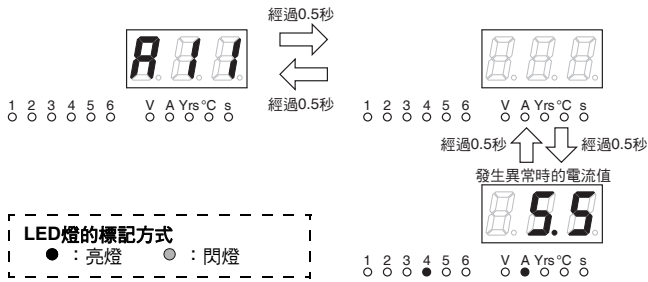 經過0.5秒
A11
經過0.5秒
1 2 3 4 5 6 V A Yrs °C s
1 2 3 4 5 6 V A Yrs °C s
經過0.5秒 經過0.5秒
發生異常時的電流值
5.5
LED燈的標記方式
：亮燈 ：閃燈
1 2 3 4 5 6 V A Yrs °C s